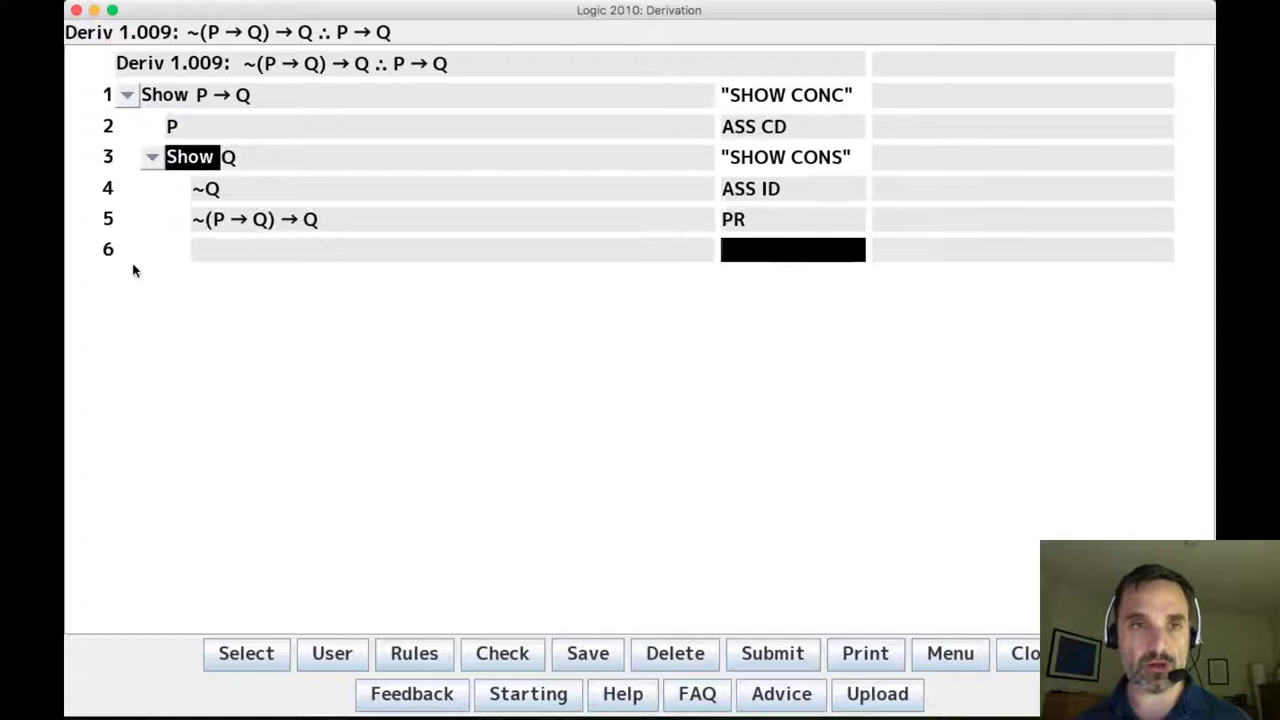 Logic 2010: Derivation
Deriv 1.009: ~(P → Q) → Q ∴ P → Q
Deriv 1.009: ~(P → Q) → Q ∴ P → Q
1 Show P → Q "SHOW CONC"
2 P ASS CD
3 Show Q "SHOW CONS"
4 ~Q ASS ID
5 ~(P → Q) → Q PR
6
Select User Rules Check Save Delete Submit Print Menu Clo
Feedback Starting Help FAQ Advice Upload